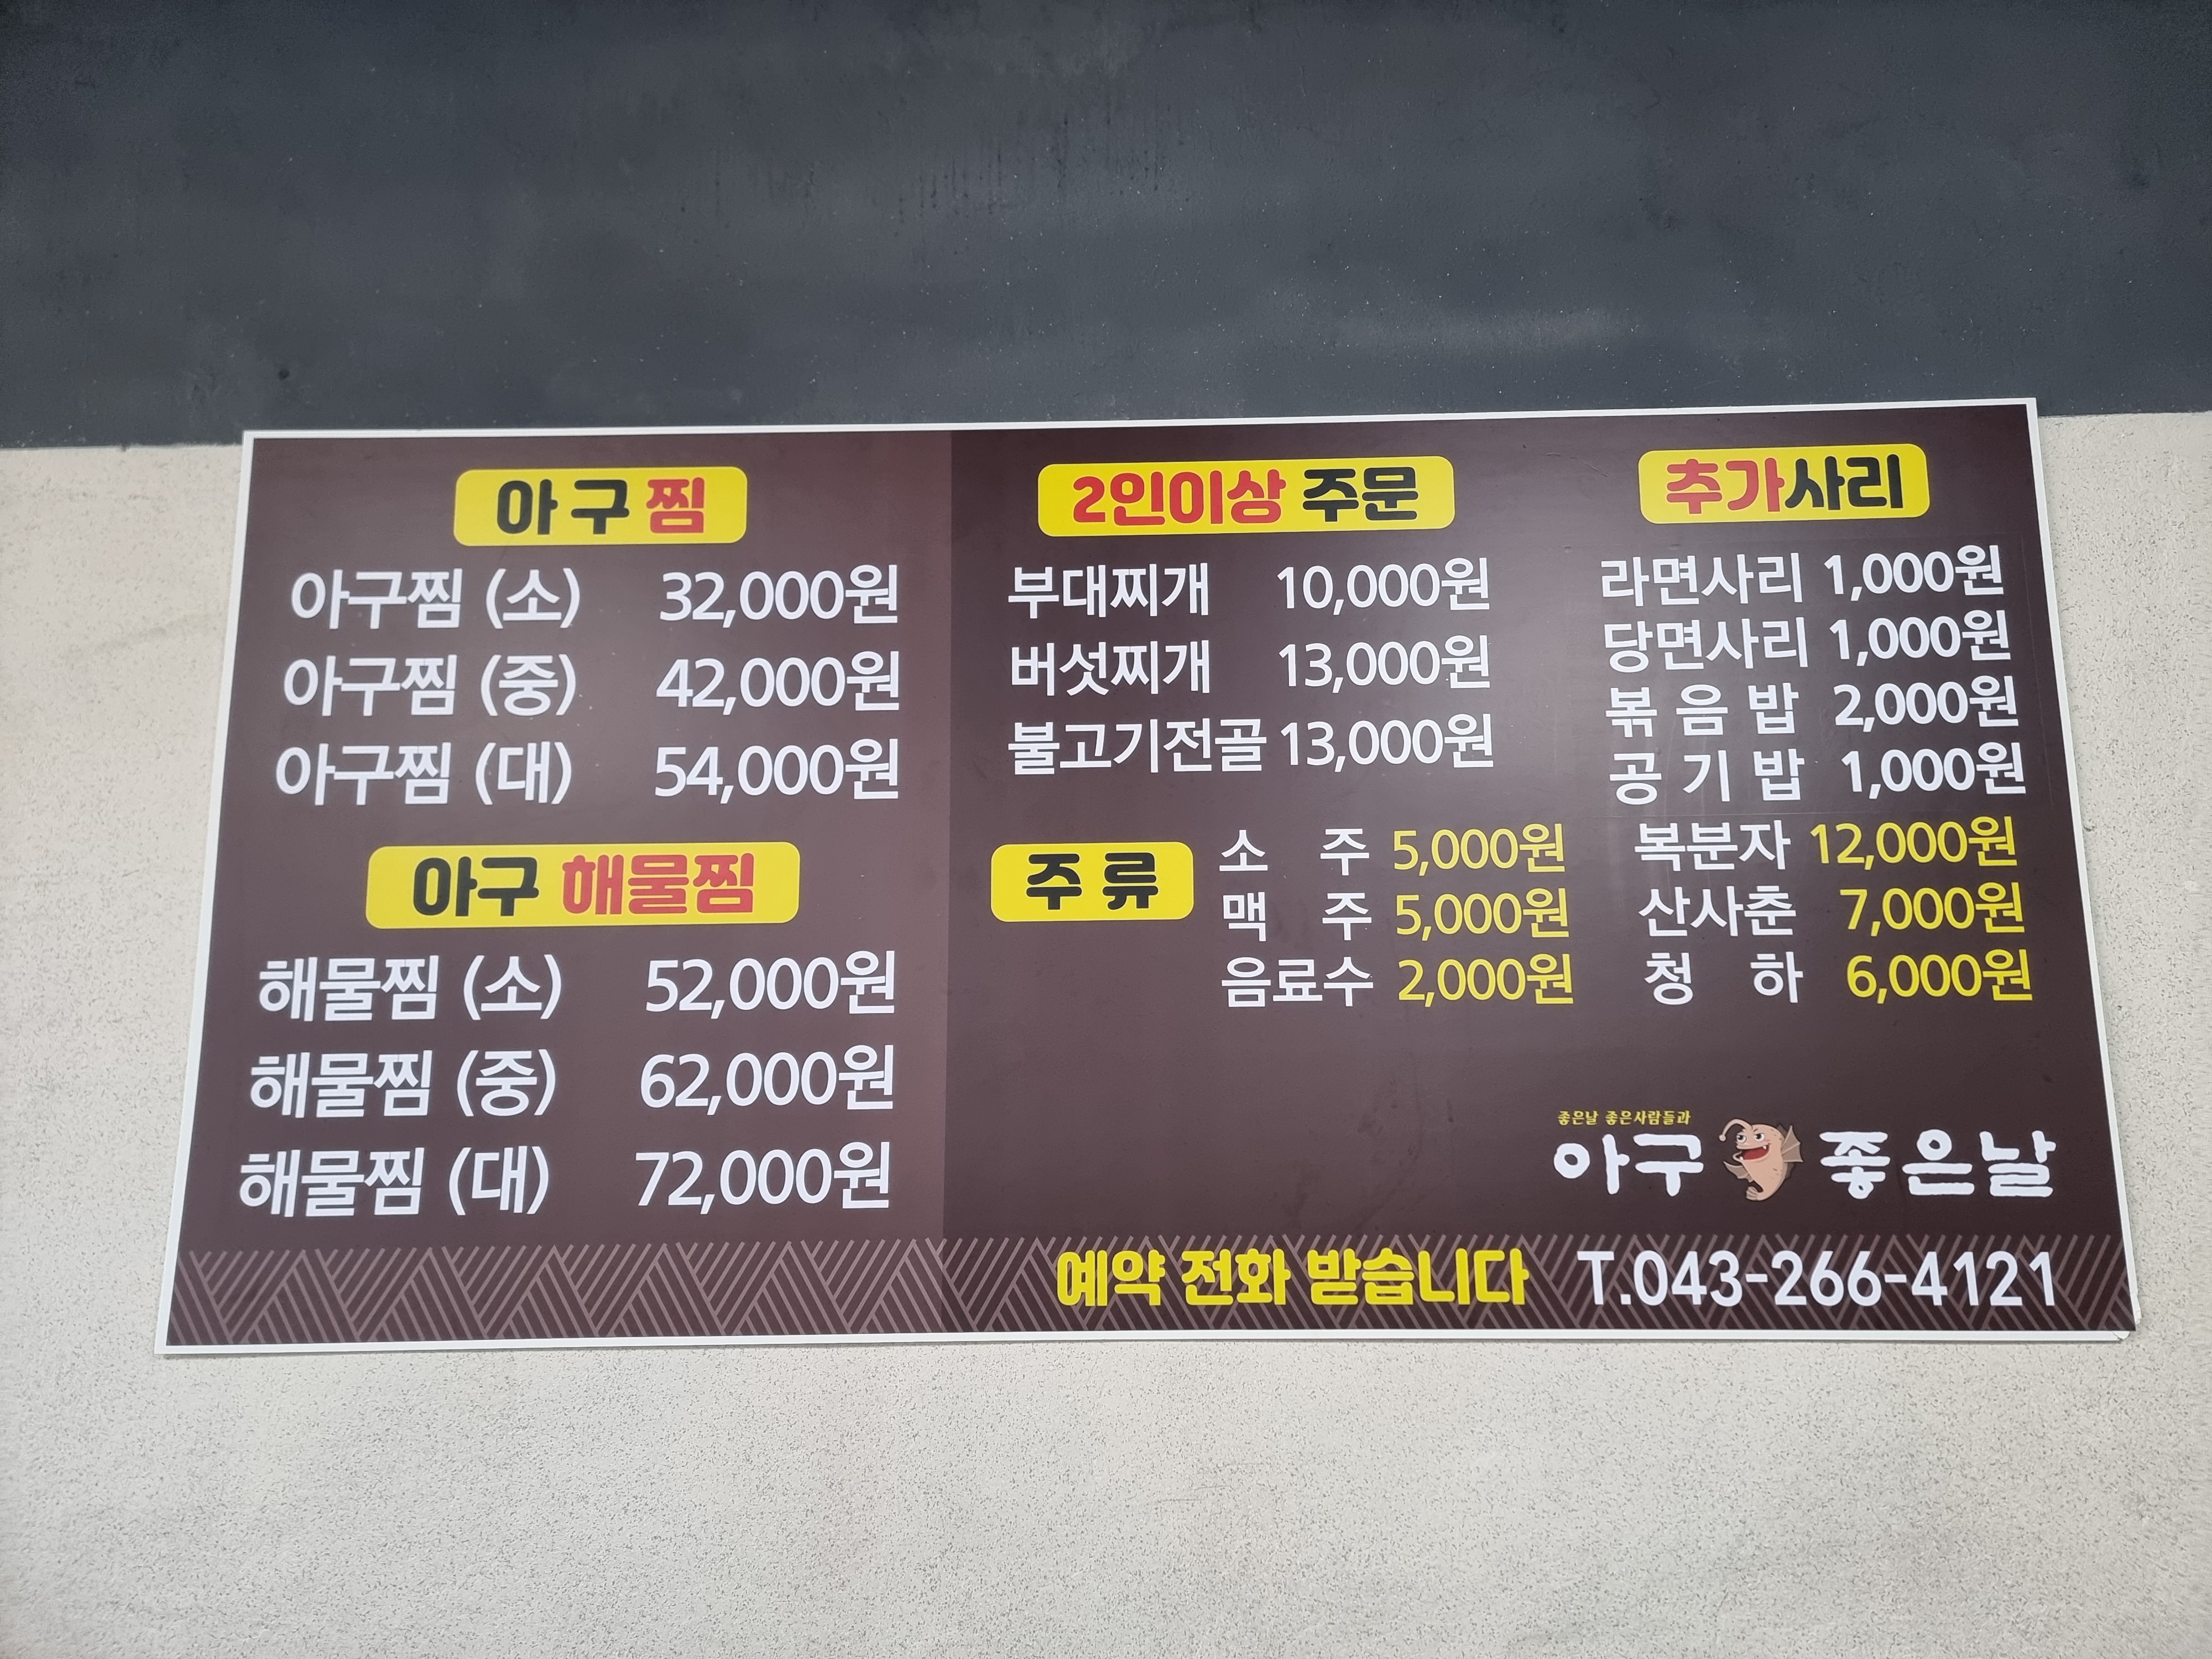 아구찜
아구찜 (소) 32,000원
아구찜 (중) 42,000원
아구찜 (대) 54,000원
아구 해물찜
해물찜 (소) 52,000원
해물찜 (중) 62,000원
해물찜 (대) 72,000원
2인이상 주문
부대찌개 10,000원
버섯찌개 13,000원
불고기전골 13,000원
추가사리
라면사리 1,000원
당면사리 1,000원
볶음밥 2,000원
공기밥 1,000원
주류
소주 5,000원
맥주 5,000원
음료수 2,000원
복분자 12,000원
산사춘 7,000원
청하 6,000원
좋은날 좋은사람들과
아구 좋은날
예약 전화 받습니다 T.043-266-4121